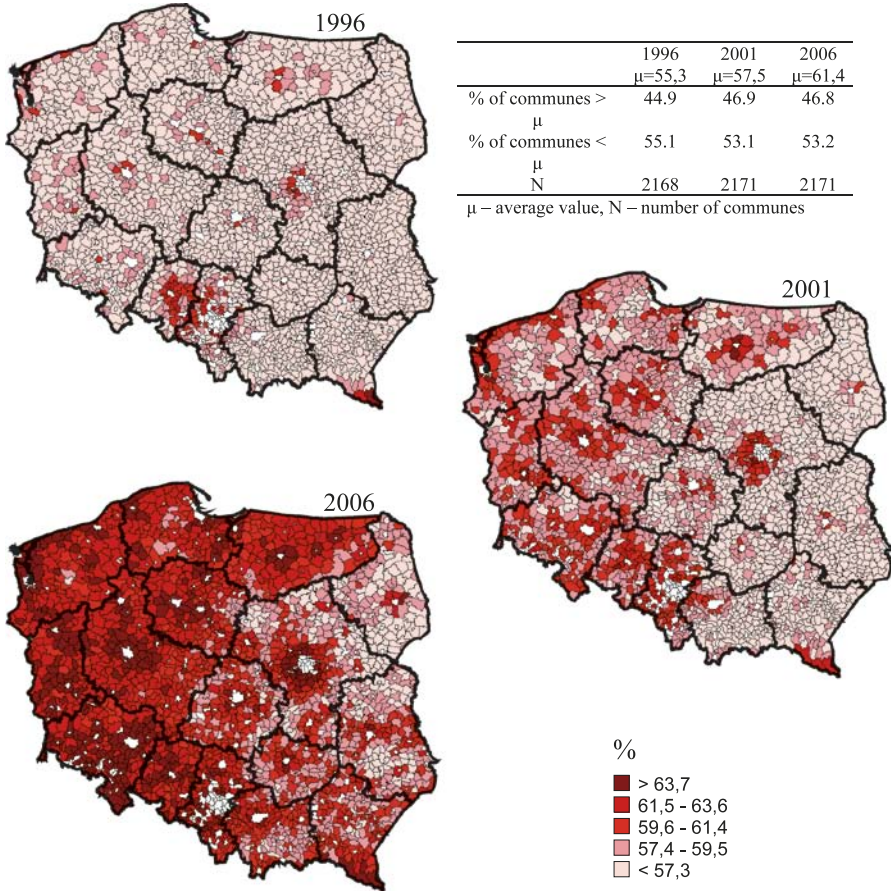 1996
1996 2001 2006
μ=55,3 μ=57,5 μ=61,4
% of communes > 44.9 46.9 46.8
μ
% of communes < 55.1 53.1 53.2
μ
N 2168 2171 2171
μ – average value, N – number of communes
2001
2006
%
> 63,7
61,5 - 63,6
59,6 - 61,4
57,4 - 59,5
< 57,3